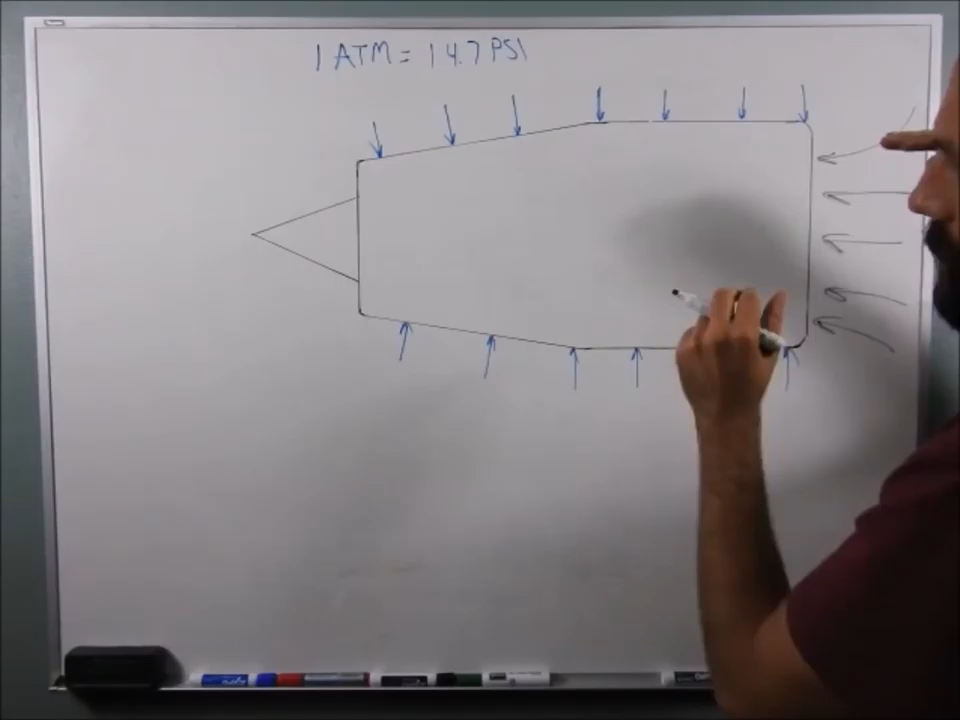 1 ATM = 14.7 PSI